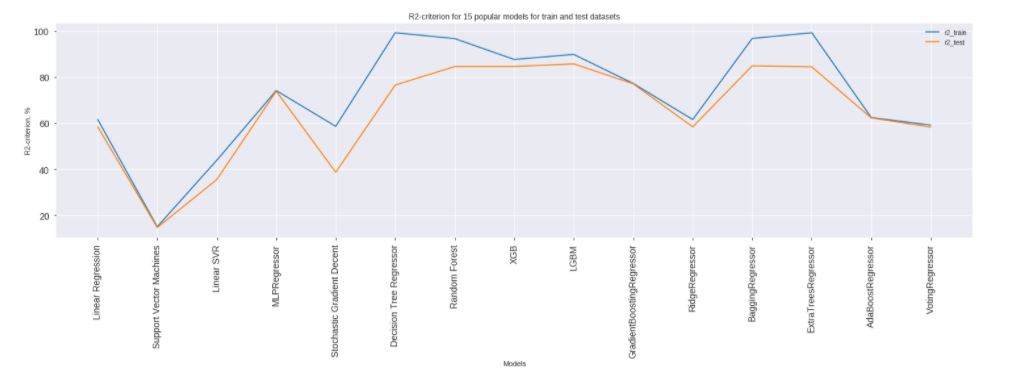 R2-criterion for 15 popular models for train and test datasets
r2_train
r2_test
100
80
60
40
20
R2-criterion, %
Linear Regression
Support Vector Machines
Linear SVR
MLPRegressor
Stochastic Gradient Decent
Decision Tree Regressor
Random Forest
XGB
LGBM
GradientBoostingRegressor
RidgeRegressor
BaggingRegressor
ExtraTreesRegressor
AdaBoostRegressor
VotingRegressor
Models